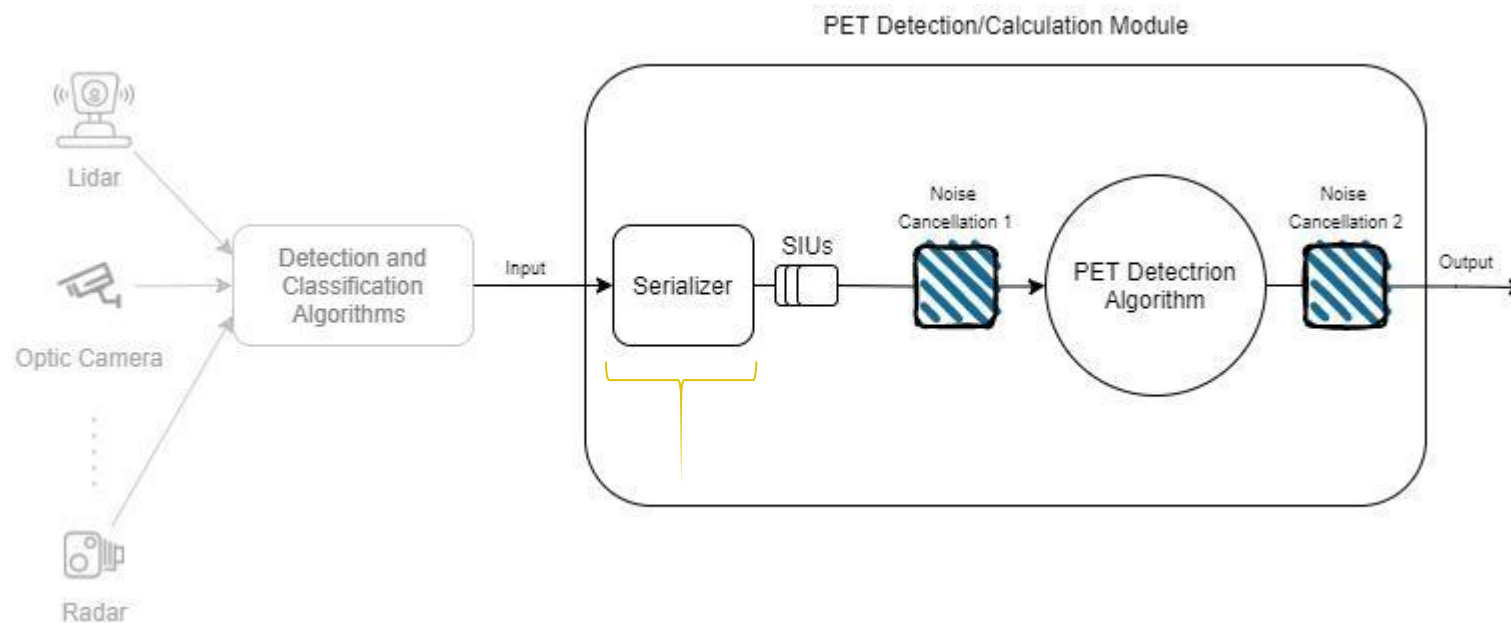 PET Detection/Calculation Module
Lidar
Optic Camera
Radar
Detection and
Classification
Algorithms
Input
Serializer
SIUs
Noise
Cancellation 1
PET Detectrion
Algorithm
Noise
Cancellation 2
Output